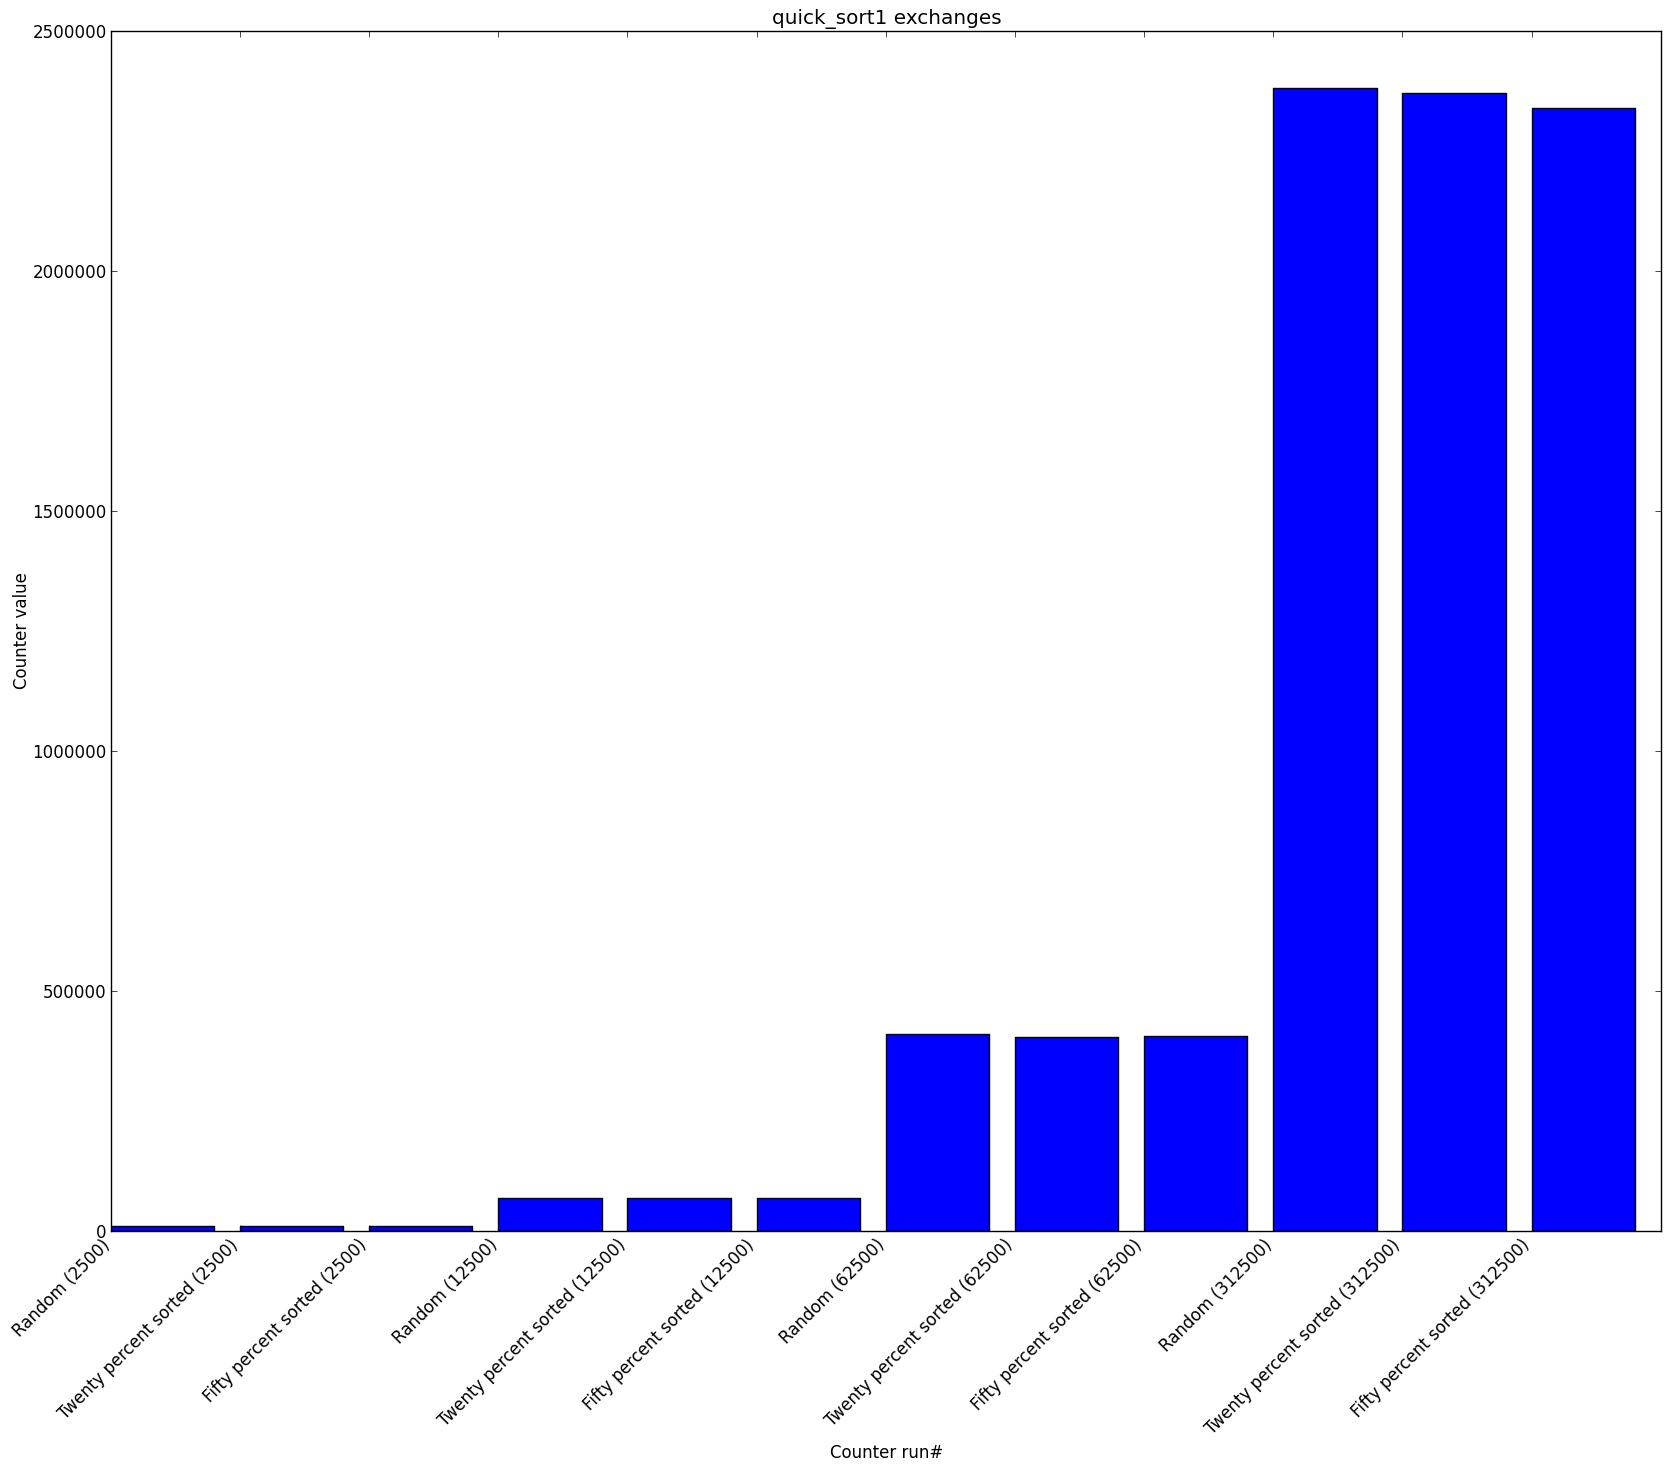 quick_sort1 exchanges
2500000
2000000
1500000
1000000
500000
0
Counter value
Random (2500)
Twenty percent sorted (2500)
Fifty percent sorted (2500)
Random (12500)
Twenty percent sorted (12500)
Fifty percent sorted (12500)
Random (62500)
Twenty percent sorted (62500)
Fifty percent sorted (62500)
Random (312500)
Twenty percent sorted (312500)
Fifty percent sorted (312500)
Counter run#